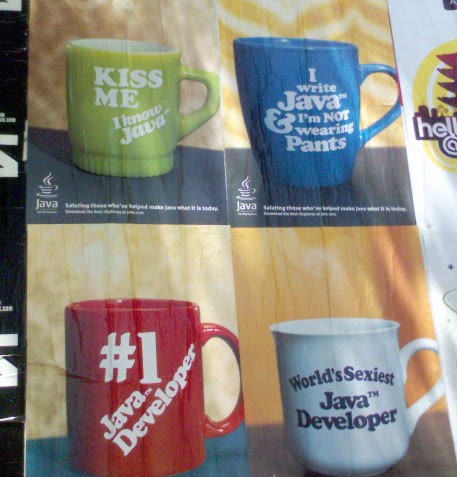 KISS
ME
I know
Java™
Java
Saluting those who've helped make Java what it is today.
I
write
Java™
& I'm NOT
wearing
Pants
Java
Saluting those who've helped make Java what it is today.
hell
@
#1
Java™
Developer
World's Sexiest
Java™
Developer